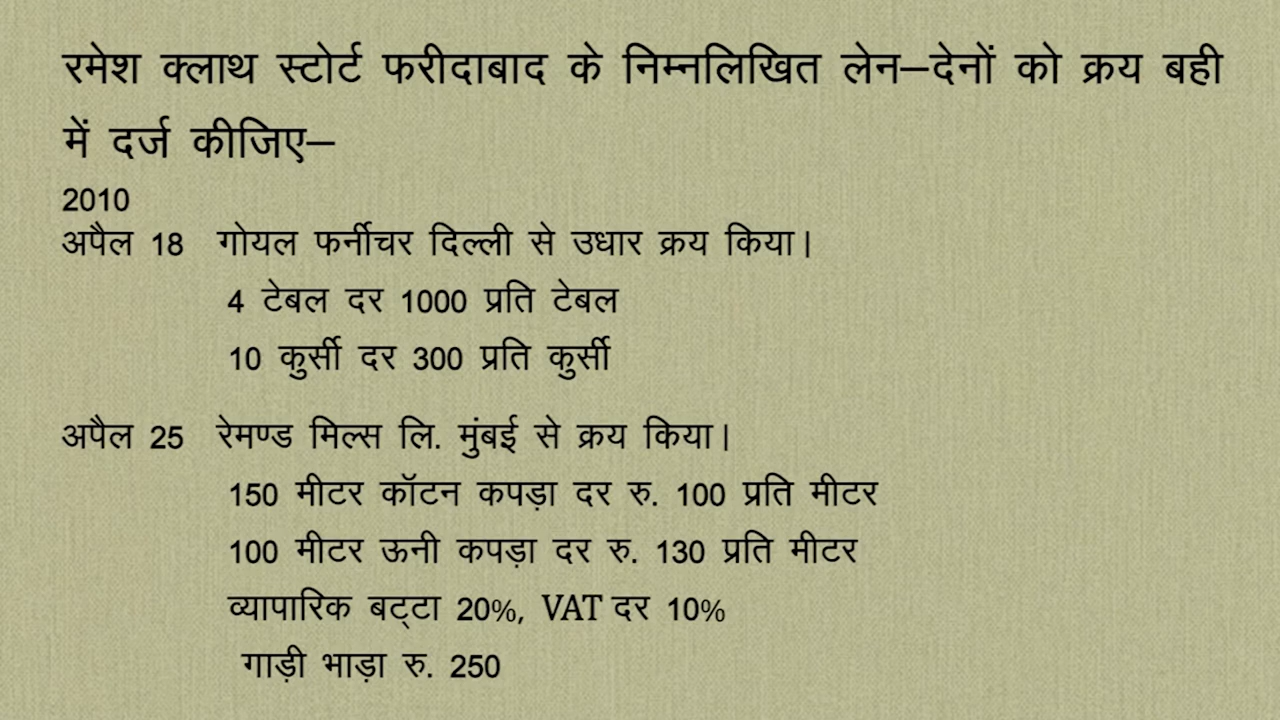 रमेश क्लाथ स्टोर्ट फरीदाबाद के निम्नलिखित लेन–देनों को क्रय बही
में दर्ज कीजिए–
2010
अपैल 18 गोयल फर्नीचर दिल्ली से उधार क्रय किया।
4 टेबल दर 1000 प्रति टेबल
10 कुर्सी दर 300 प्रति कुर्सी
अपैल 25 रेमण्ड मिल्स लि. मुंबई से क्रय किया।
150 मीटर कॉटन कपड़ा दर रु. 100 प्रति मीटर
100 मीटर ऊनी कपड़ा दर रु. 130 प्रति मीटर
व्यापारिक बट्टा 20%, VAT दर 10%
गाड़ी भाड़ा रु. 250